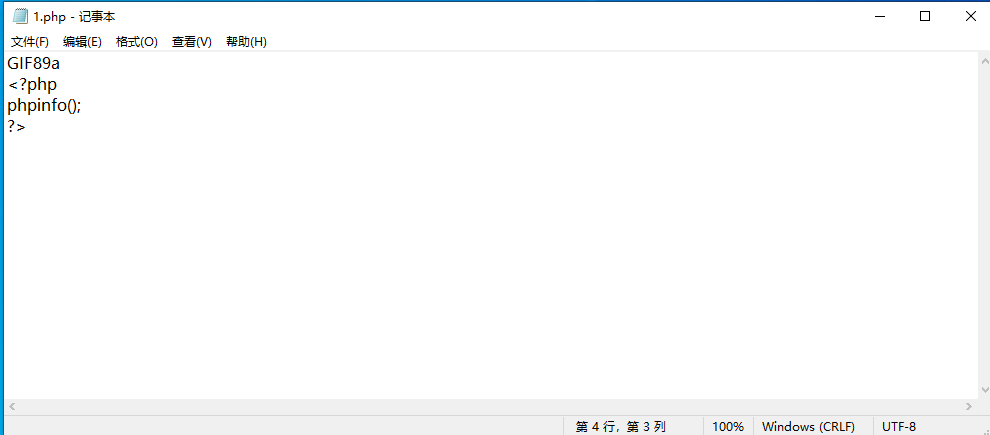 1.php - 记事本
文件(F) 编辑(E) 格式(O) 查看(V) 帮助(H)
GIF89a
<?php
phpinfo();
?>
第 4 行，第 3 列 100% Windows (CRLF) UTF-8